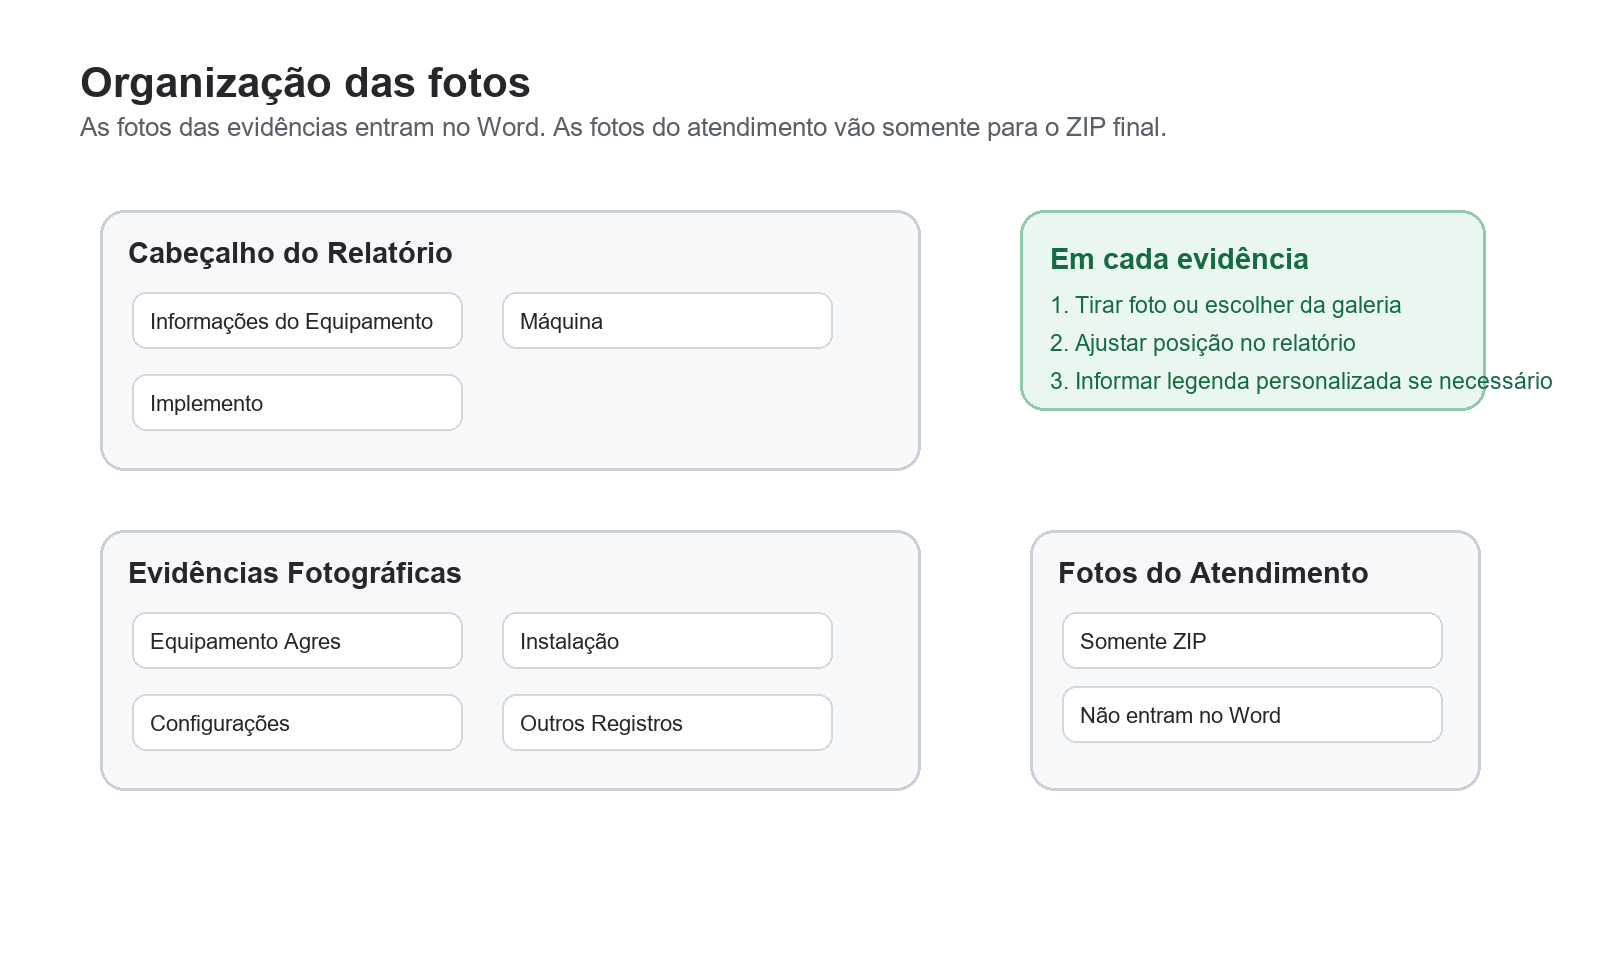 Organização das fotos
As fotos das evidências entram no Word. As fotos do atendimento vão somente para o ZIP final.
Cabeçalho do Relatório
Informações do Equipamento
Máquina
Implemento
Em cada evidência
1. Tirar foto ou escolher da galeria
2. Ajustar posição no relatório
3. Informar legenda personalizada se necessário
Evidências Fotográficas
Equipamento Agres
Instalação
Configurações
Outros Registros
Fotos do Atendimento
Somente ZIP
Não entram no Word